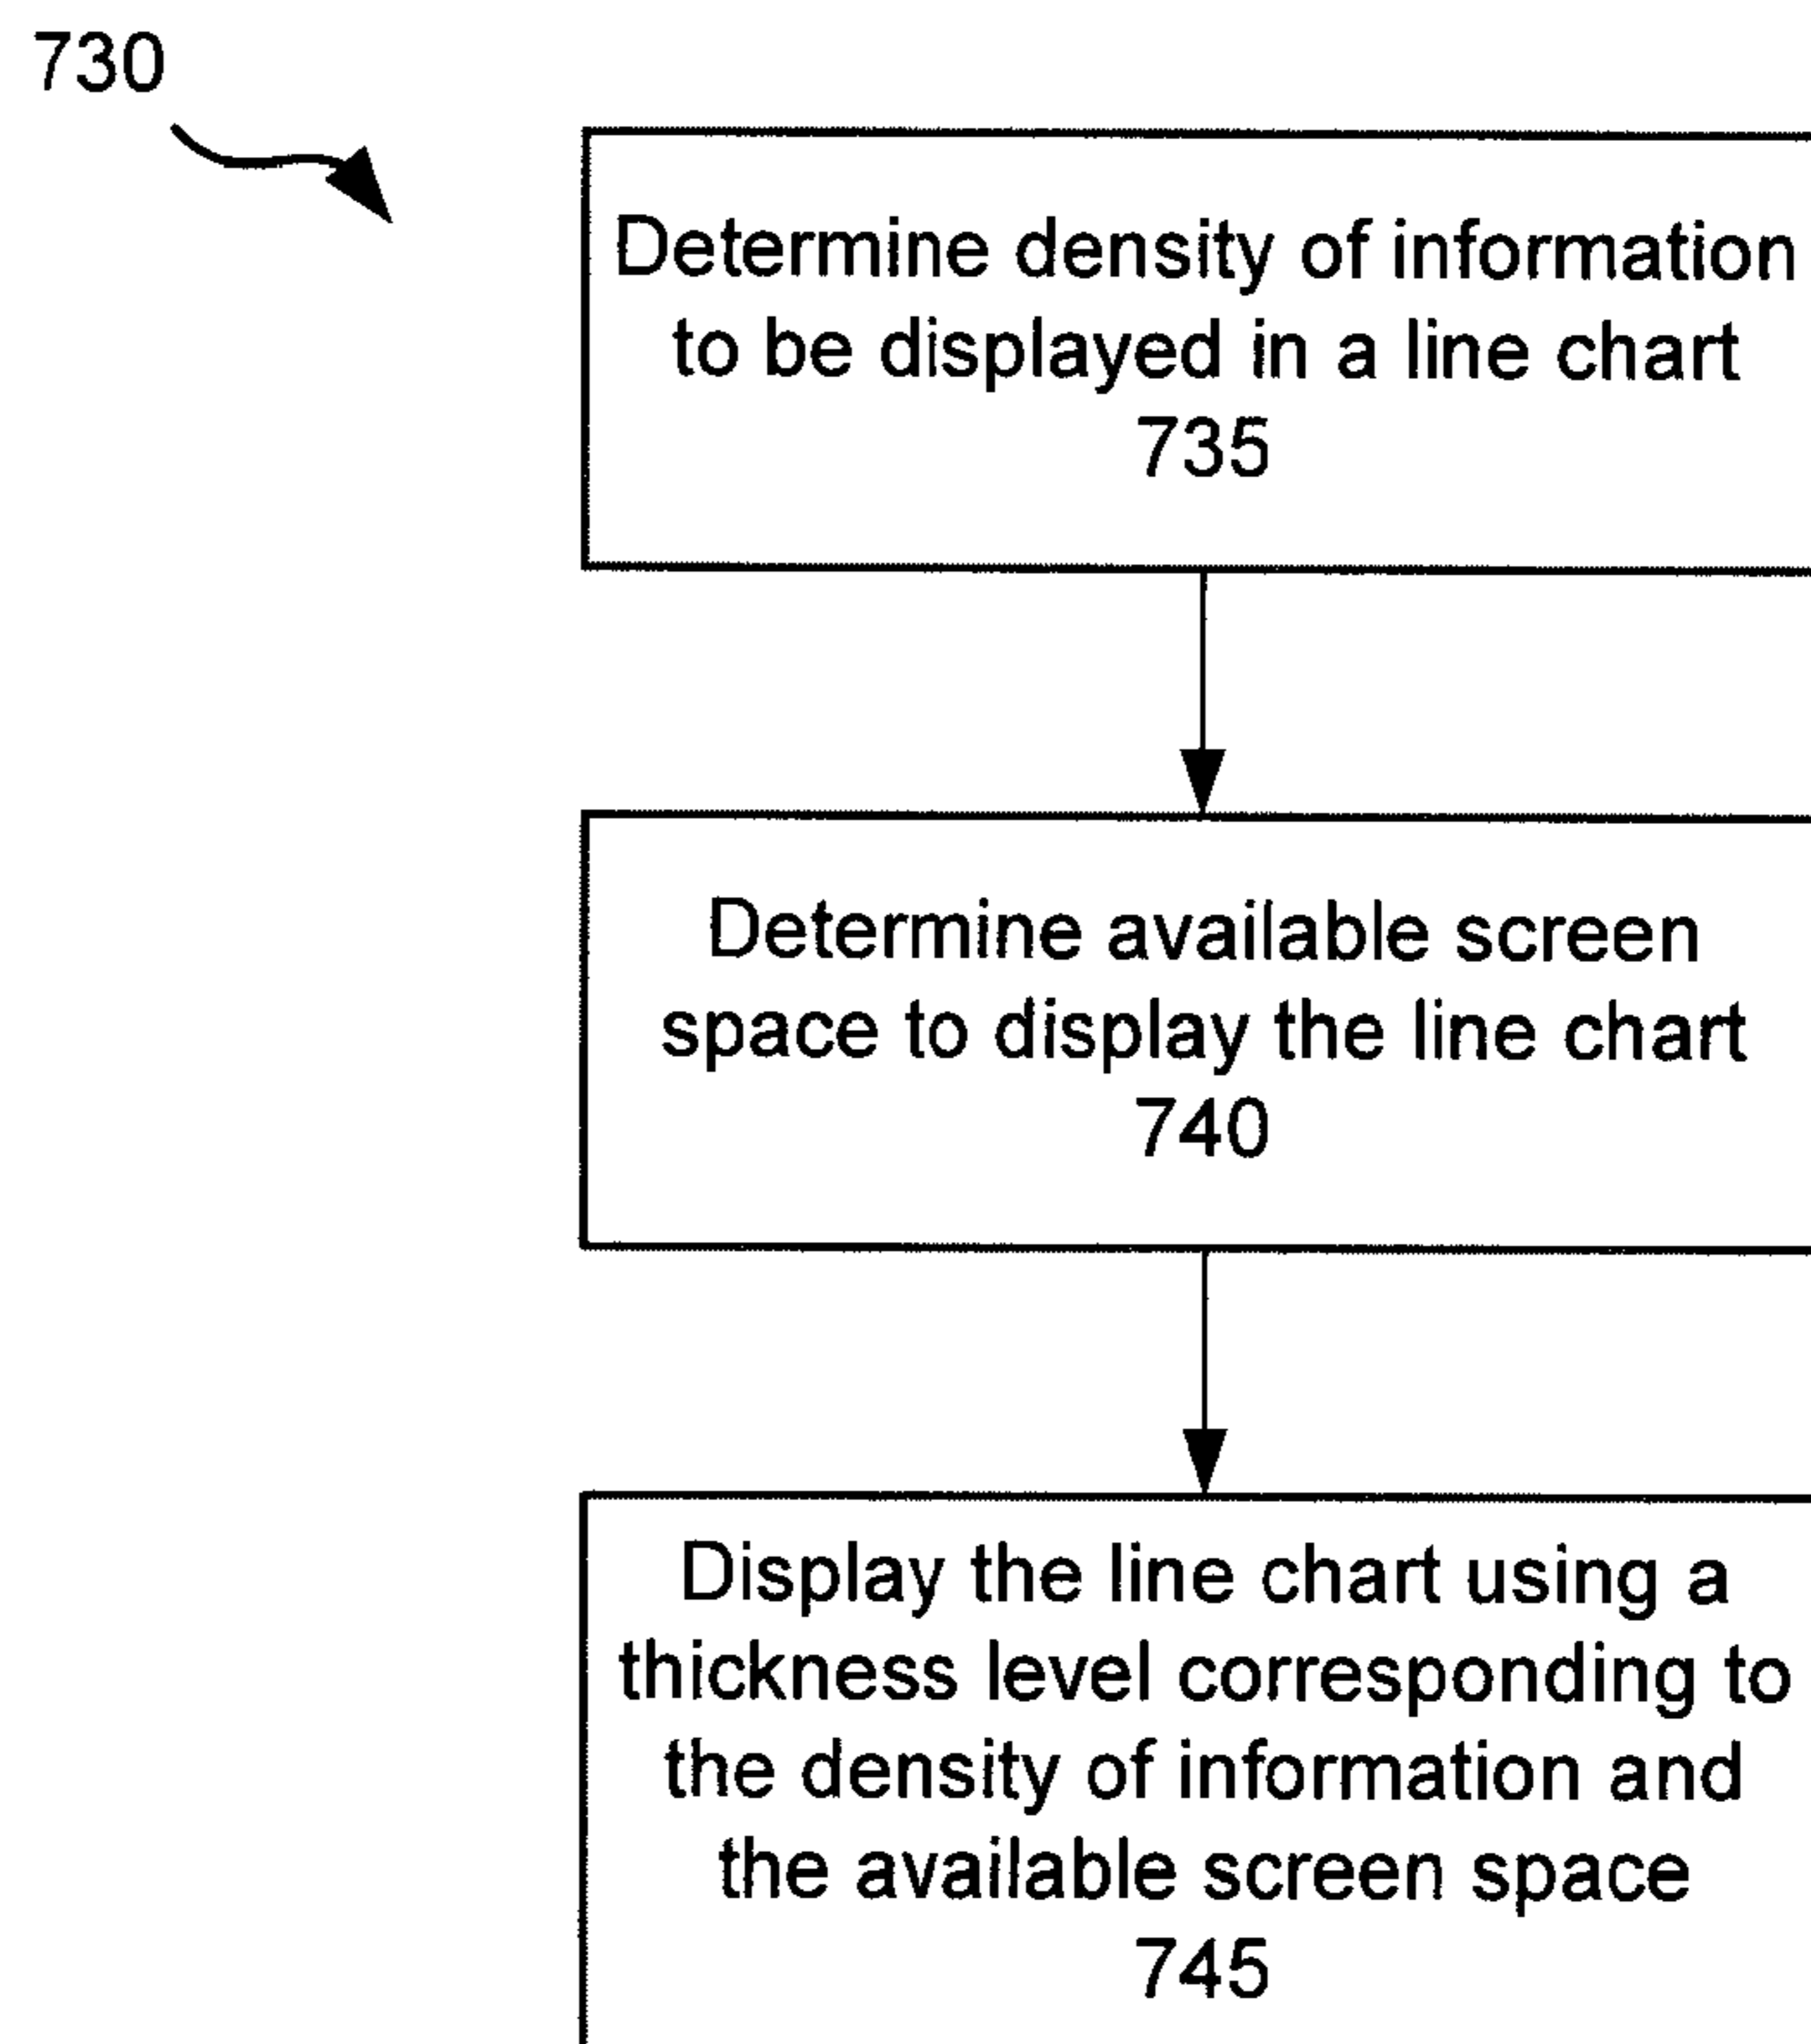 730
Determine density of information
to be displayed in a line chart
735
Determine available screen
space to display the line chart
740
Display the line chart using a
thickness level corresponding to
the density of information and
the available screen space
745